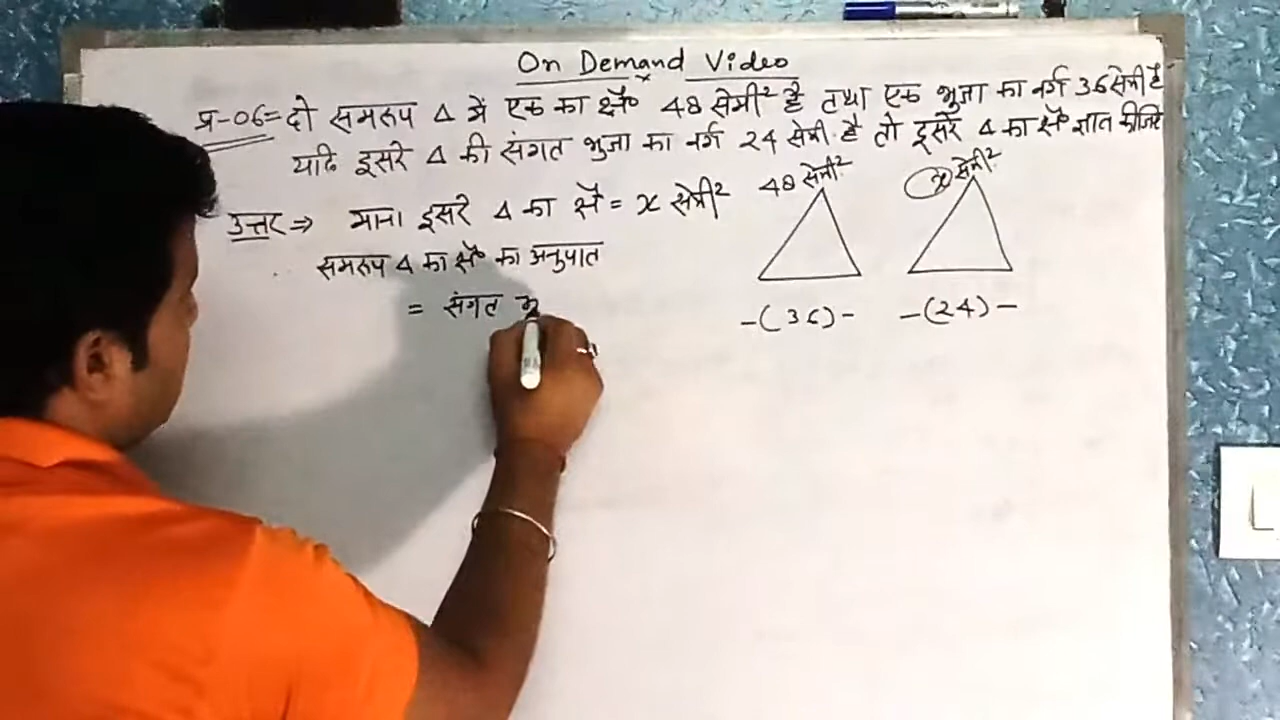 On Demand Video
प्र-06= दो समरूप Δ में एक का क्षे० 48 सेमी² है तथा एक भुजा का वर्ग 36 सेमी है
यदि दूसरे Δ की संगत भुजा का वर्ग 24 सेमी. है तो दूसरे Δ का क्षे० ज्ञात कीजिए
उत्तर ⇒ माना दूसरे Δ का क्षे० = x सेमी²
समरूप Δ का क्षे० का अनुपात
= संगत
48 सेमी²
x सेमी²
-(36)-
-(24)-